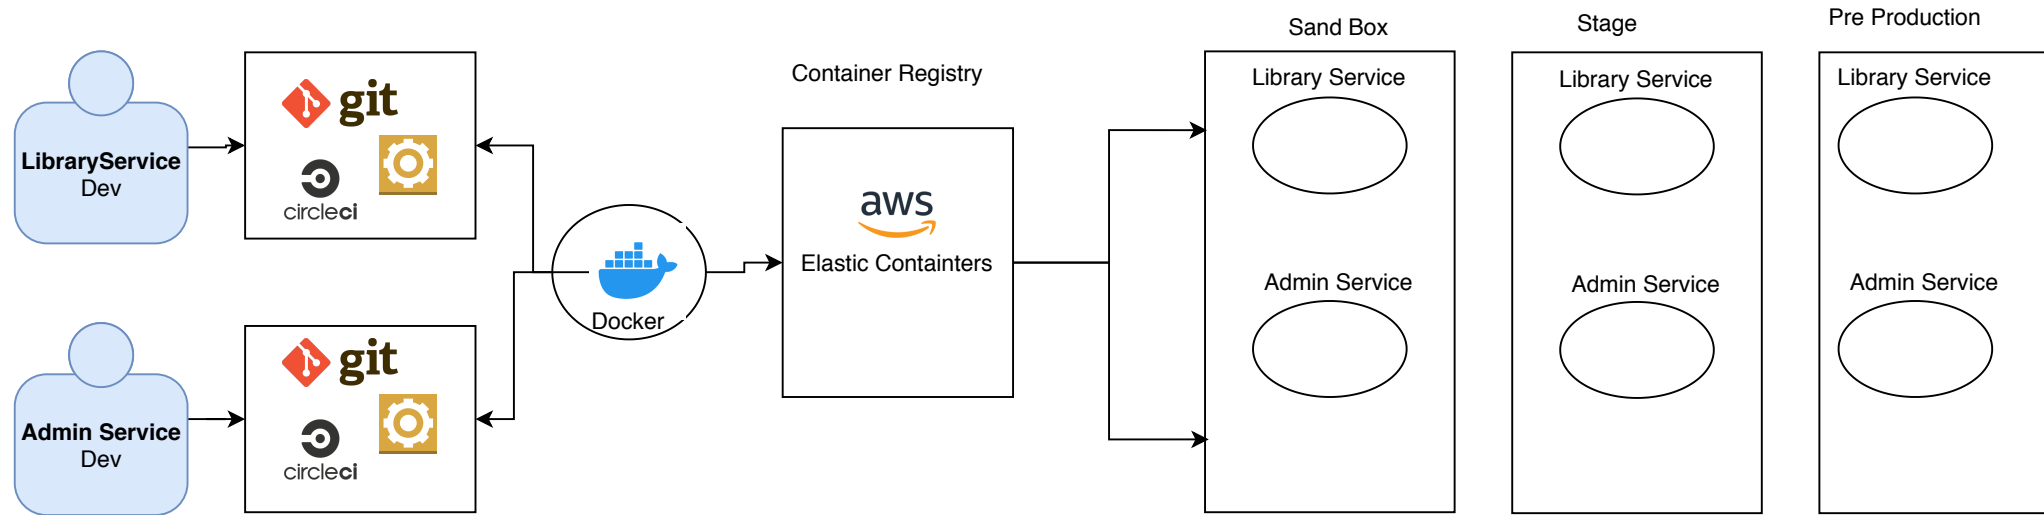 LibraryService
Dev
git
circleci
Admin Service
Dev
git
circleci
Docker
Container Registry
aws
Elastic Containters
Sand Box
Library Service
Admin Service
Stage
Library Service
Admin Service
Pre Production
Library Service
Admin Service